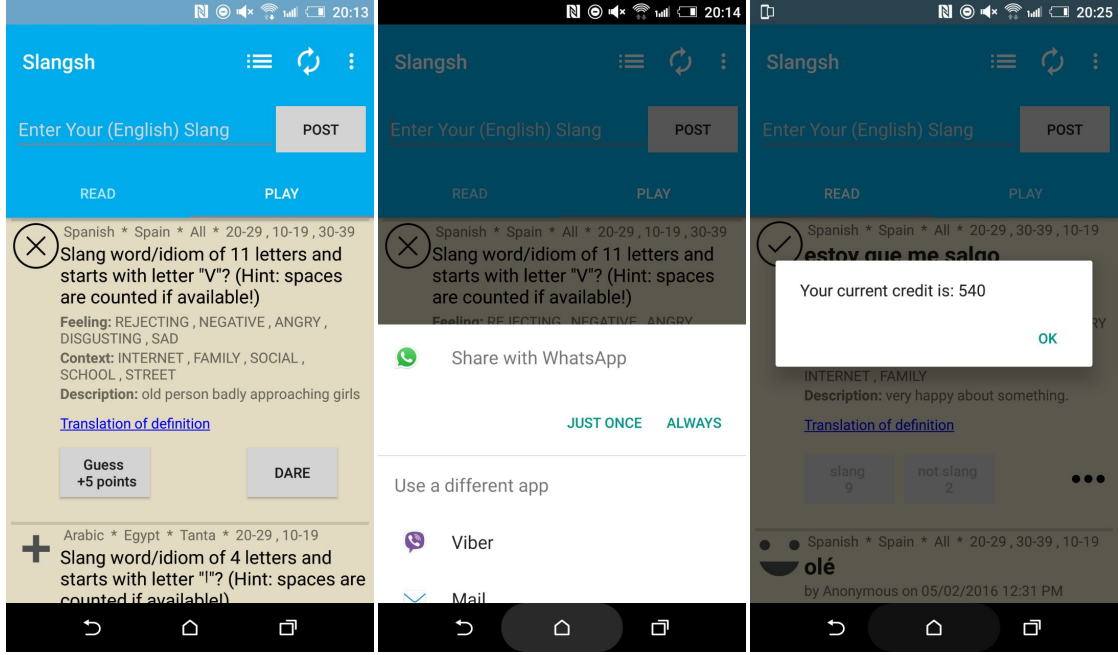 20:13
Slangsh
Enter Your (English) Slang
POST
READ
PLAY
Spanish * Spain * All * 20-29 , 10-19, 30-39
Slang word/idiom of 11 letters and
starts with letter "V"? (Hint: spaces
are counted if available!)
Feeling: REJECTING , NEGATIVE , ANGRY ,
DISGUSTING , SAD
Context: INTERNET , FAMILY , SOCIAL ,
SCHOOL , STREET
Description: old person badly approaching girls
Translation of definition
Guess
+5 points
DARE
Arabic * Egypt * Tanta * 20-29 , 10-19
Slang word/idiom of 4 letters and
starts with letter "ا"? (Hint: spaces are
counted if available!)
20:14
Slangsh
Enter Your (English) Slang
POST
READ
PLAY
Spanish * Spain * All * 20-29 , 10-19, 30-39
Slang word/idiom of 11 letters and
starts with letter "V"? (Hint: spaces
are counted if available!)
Feeling: REJECTING , NEGATIVE , ANGRY
Share with WhatsApp
JUST ONCE
ALWAYS
Use a different app
Viber
Mail
20:25
Slangsh
Enter Your (English) Slang
POST
READ
PLAY
Spanish * Spain * All * 20-29 , 30-39, 10-19
estoy que me salgo
Your current credit is: 540
OK
RY
INTERNET , FAMILY
Description: very happy about something.
Translation of definition
slang
9
not slang
2
Spanish * Spain * All * 20-29 , 30-39, 10-19
olé
by Anonymous on 05/02/2016 12:31 PM